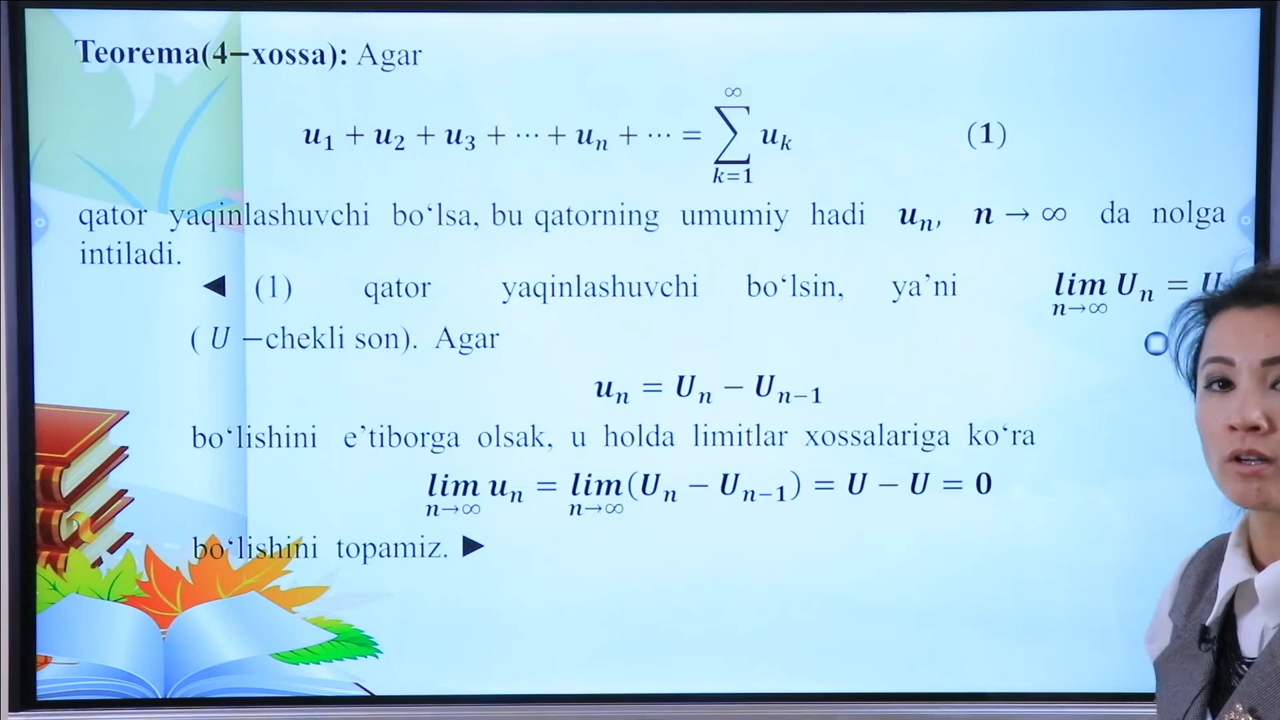 Teorema(4−xossa): Agar
u₁ + u₂ + u₃ + ⋯ + uₙ + ⋯ = ∑_{k=1}^{∞} uₖ (1)
qator yaqinlashuvchi bo‘lsa, bu qatorning umumiy hadi uₙ, n → ∞ da nolga
intiladi.
◄ (1) qator yaqinlashuvchi bo‘lsin, ya’ni lim_{n→∞} Uₙ = U
( U −chekli son). Agar
uₙ = Uₙ − Uₙ₋₁
bo‘lishini e’tiborga olsak, u holda limitlar xossalariga ko‘ra
lim_{n→∞} uₙ = lim_{n→∞}(Uₙ − Uₙ₋₁) = U − U = 0
bo‘lishini topamiz. ►